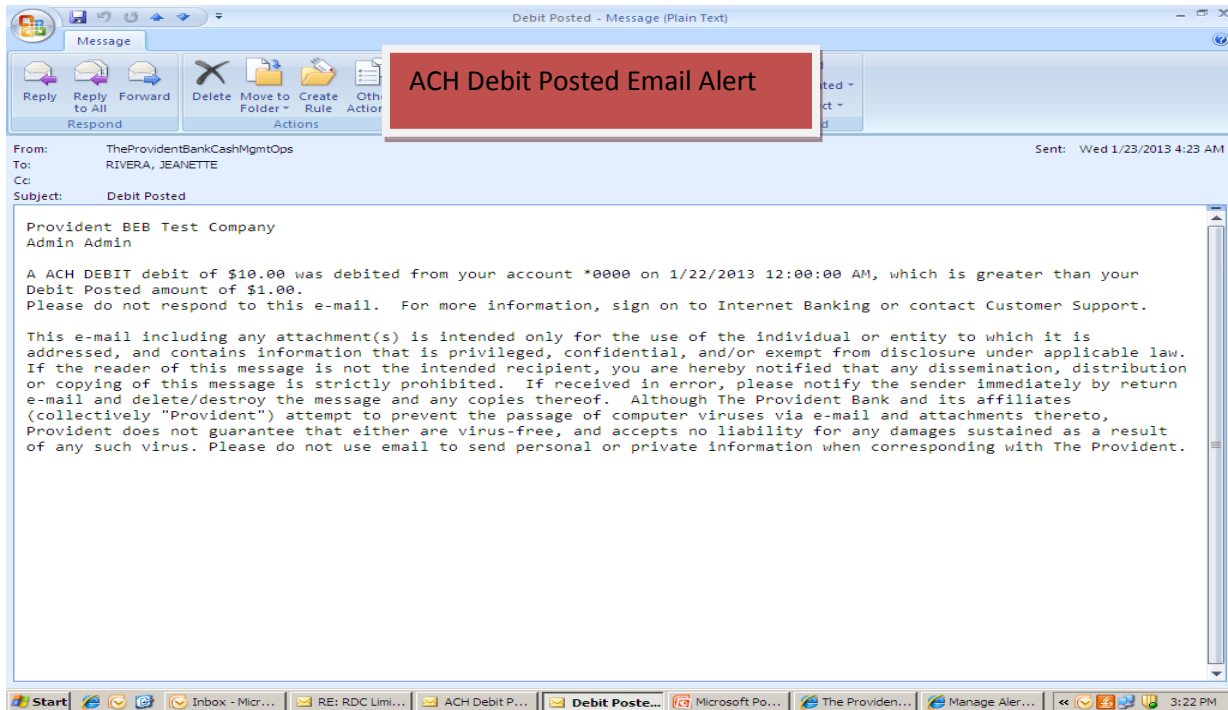 Debit Posted - Message (Plain Text)
Message
ACH Debit Posted Email Alert
Reply Reply to All Forward Delete Move to Folder Create Rule
Respond Actions
From: TheProvidentBankCashMgmtOps Sent: Wed 1/23/2013 4:23 AM
To: RIVERA, JEANETTE
Cc:
Subject: Debit Posted
Provident BEB Test Company
Admin Admin
A ACH DEBIT debit of $10.00 was debited from your account *0000 on 1/22/2013 12:00:00 AM, which is greater than your
Debit Posted amount of $1.00.
Please do not respond to this e-mail.  For more information, sign on to Internet Banking or contact Customer Support.
This e-mail including any attachment(s) is intended only for the use of the individual or entity to which it is
addressed, and contains information that is privileged, confidential, and/or exempt from disclosure under applicable law.
If the reader of this message is not the intended recipient, you are hereby notified that any dissemination, distribution
or copying of this message is strictly prohibited.  If received in error, please notify the sender immediately by return
e-mail and delete/destroy the message and any copies thereof.  Although The Provident Bank and its affiliates
(collectively "Provident") attempt to prevent the passage of computer viruses via e-mail and attachments thereto,
Provident does not guarantee that either are virus-free, and accepts no liability for any damages sustained as a result
of any such virus. Please do not use email to send personal or private information when corresponding with The Provident.
Start Inbox - Micr... RE: RDC Limi... ACH Debit P... Debit Poste... Microsoft Po... The Providen... Manage Aler... 3:22 PM